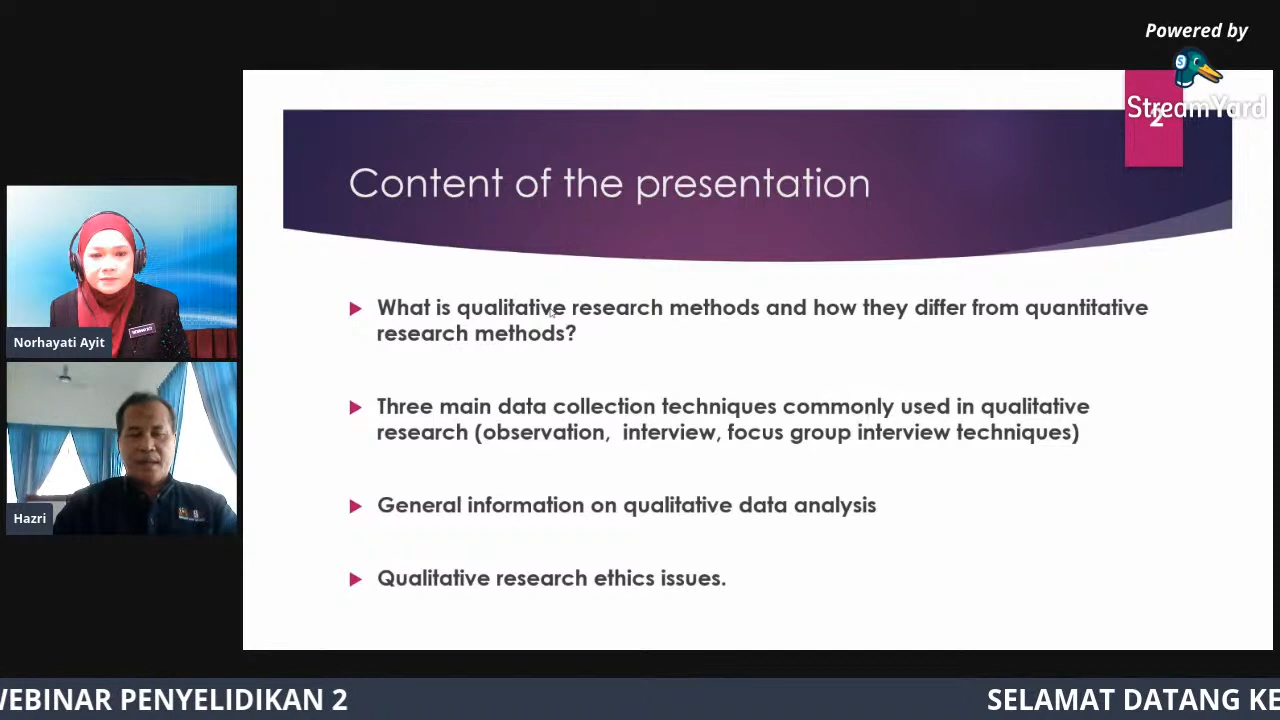 Powered by
StreamYard
2
Content of the presentation
What is qualitative research methods and how they differ from quantitative
research methods?
Three main data collection techniques commonly used in qualitative
research (observation, interview, focus group interview techniques)
General information on qualitative data analysis
Qualitative research ethics issues.
Norhayati Ayit
Hazri
WEBINAR PENYELIDIKAN 2
SELAMAT DATANG KE